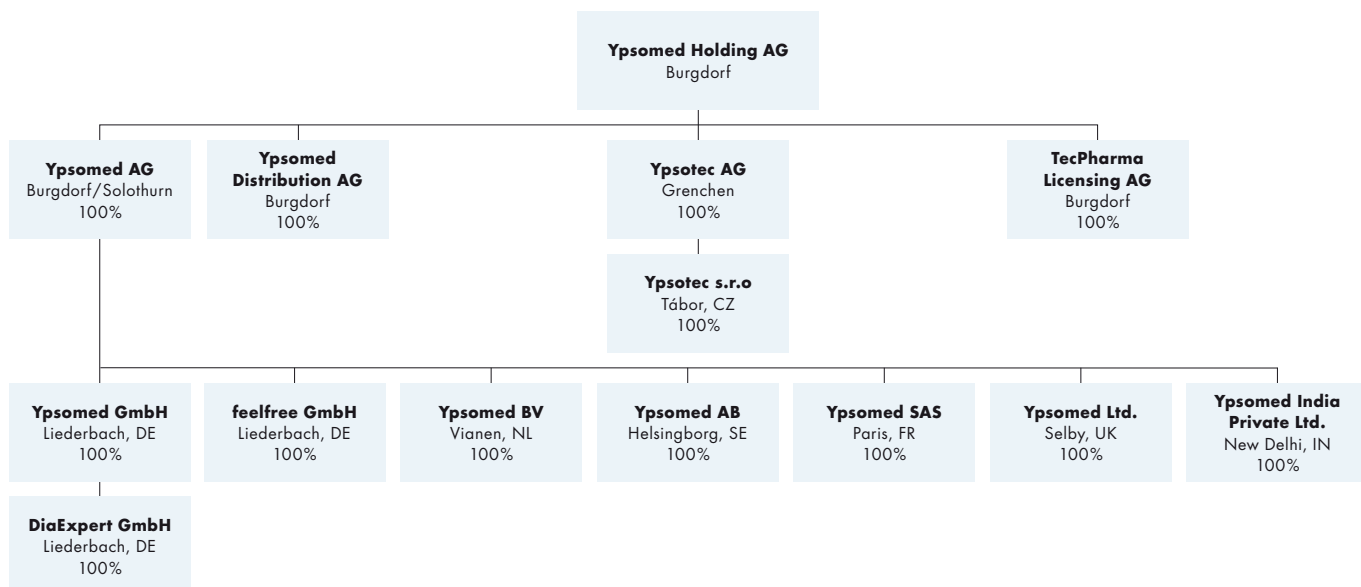 Ypsomed Holding AG
Burgdorf
Ypsomed AG
Burgdorf/Solothurn
100%
Ypsomed
Distribution AG
Burgdorf
100%
Ypsotec AG
Grenchen
100%
TecPharma
Licensing AG
Burgdorf
100%
Ypsotec s.r.o
Tábor, CZ
100%
Ypsomed GmbH
Liederbach, DE
100%
feelfree GmbH
Liederbach, DE
100%
Ypsomed BV
Vianen, NL
100%
Ypsomed AB
Helsingborg, SE
100%
Ypsomed SAS
Paris, FR
100%
Ypsomed Ltd.
Selby, UK
100%
Ypsomed India
Private Ltd.
New Delhi, IN
100%
DiaExpert GmbH
Liederbach, DE
100%